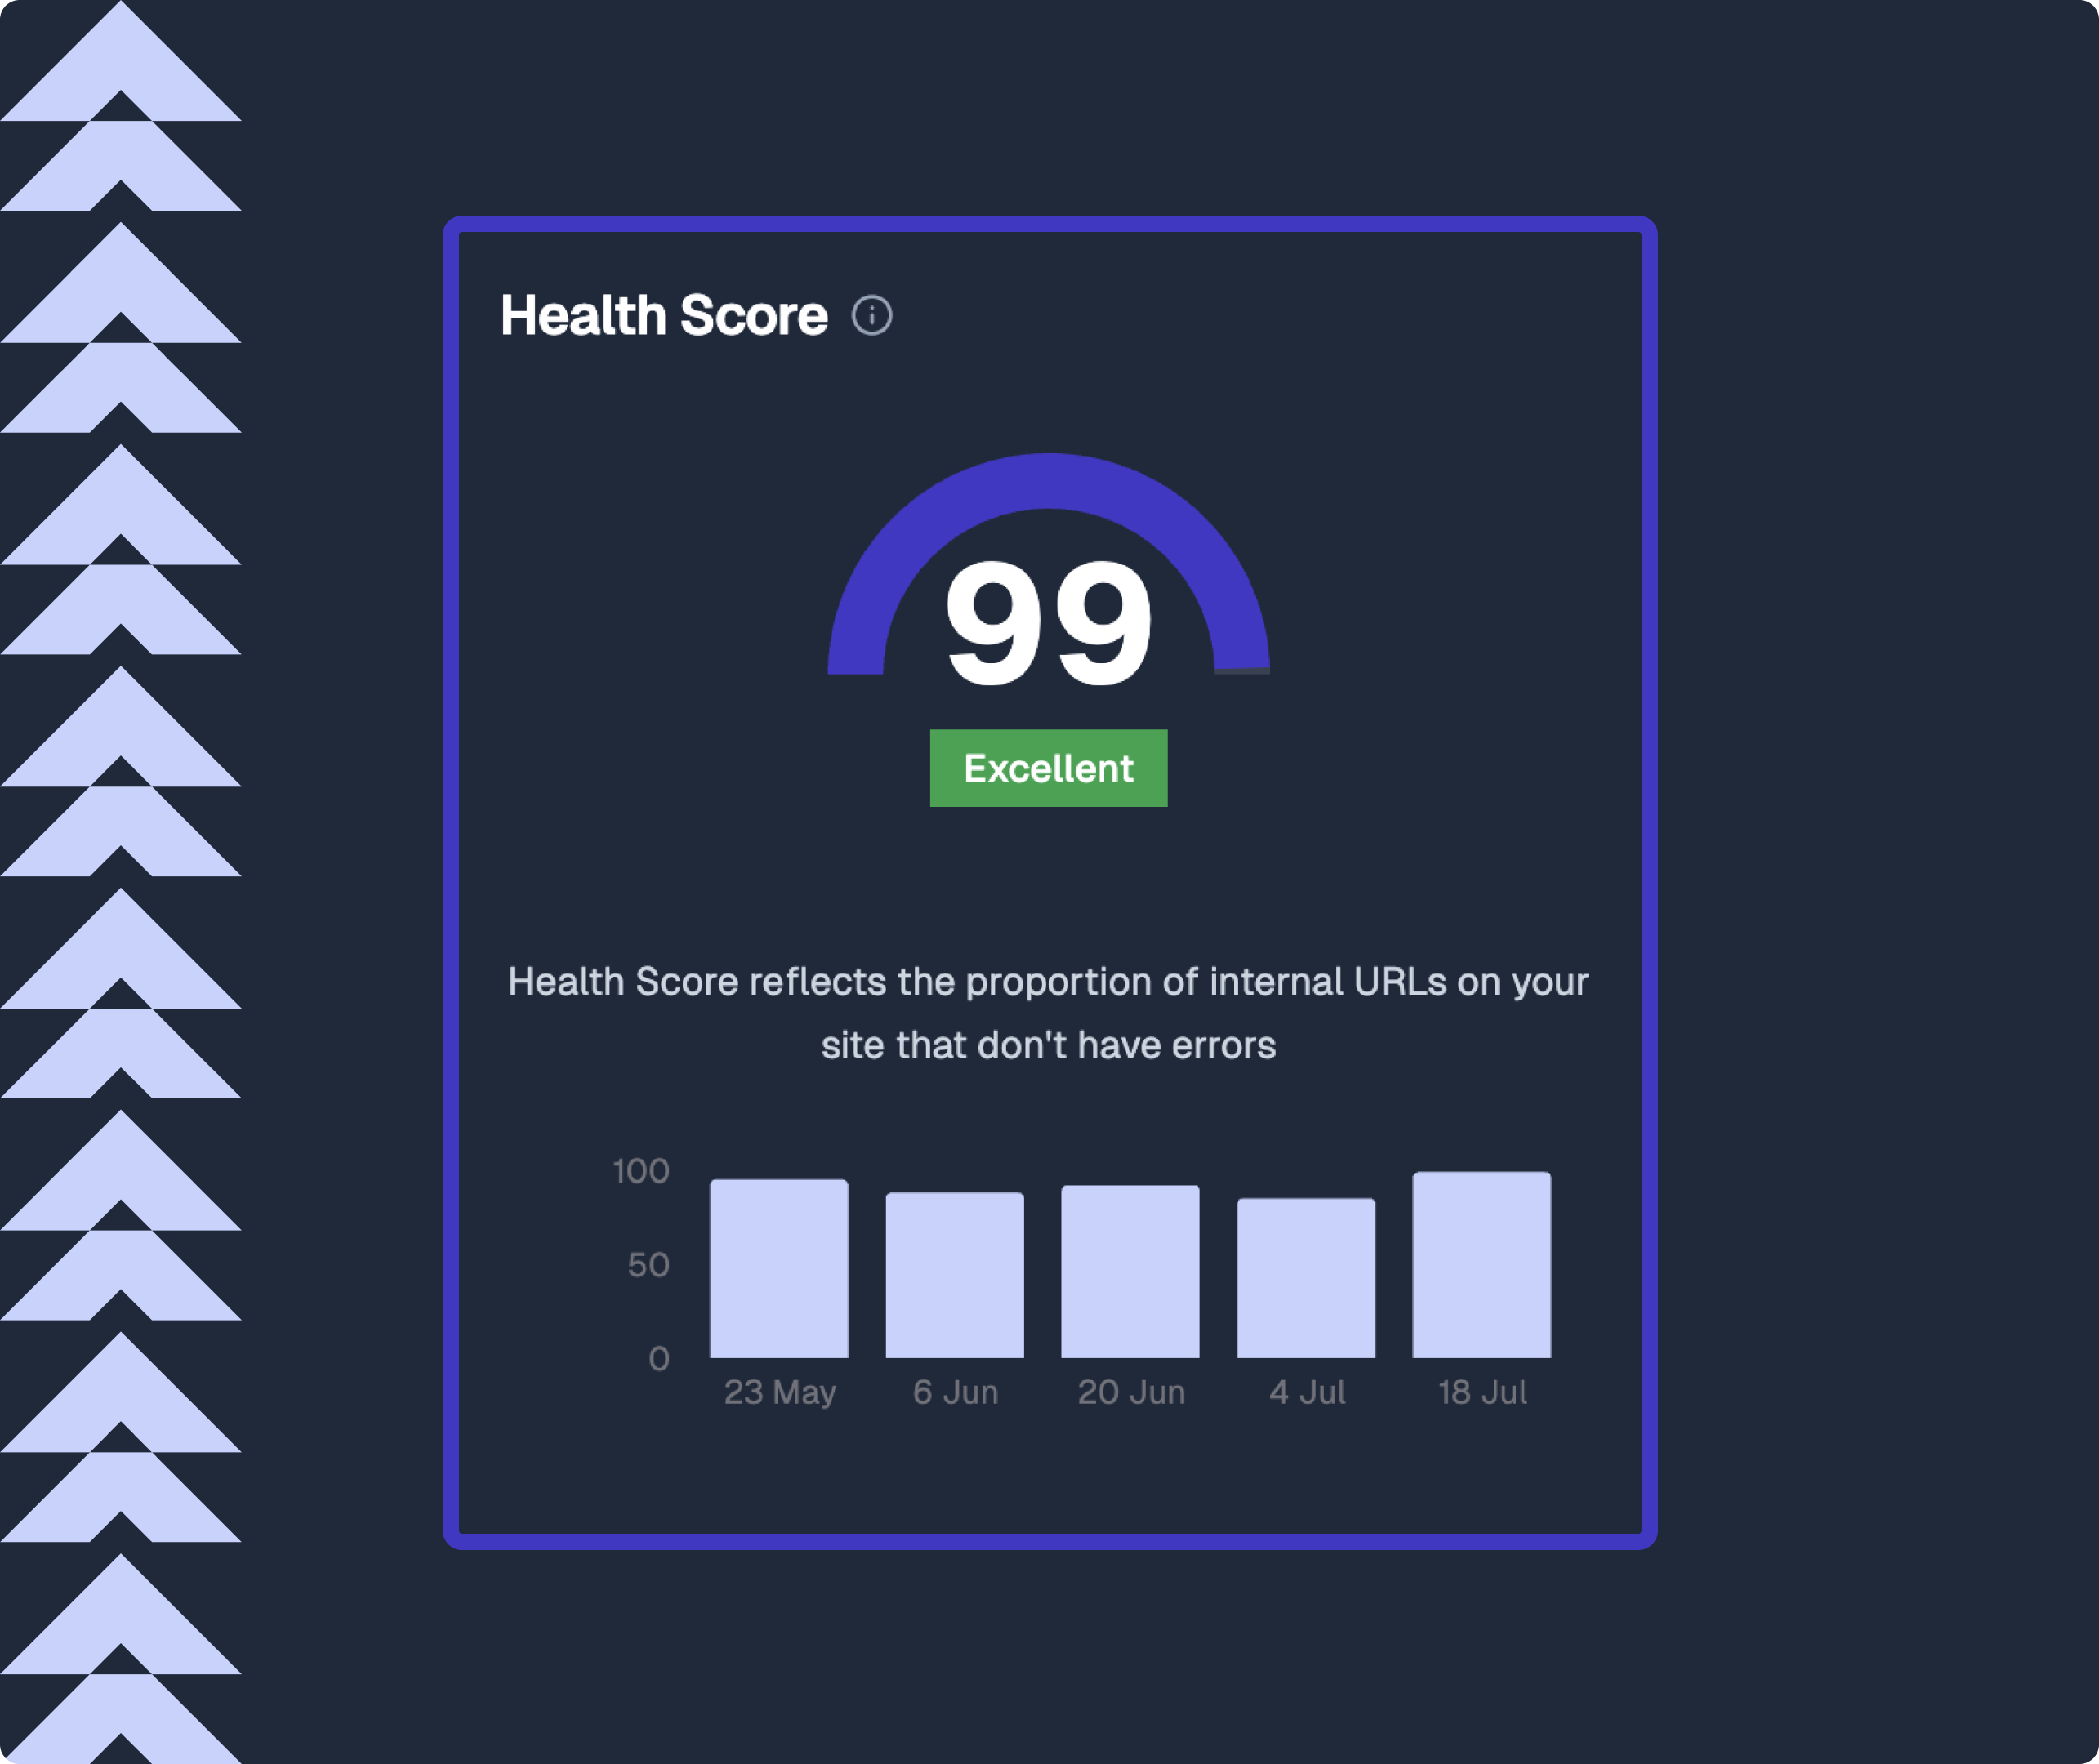 Health Score
99
Excellent
Health Score reflects the proportion of internal URLs on your
site that don't have errors
100
50
0
23 May
6 Jun
20 Jun
4 Jul
18 Jul